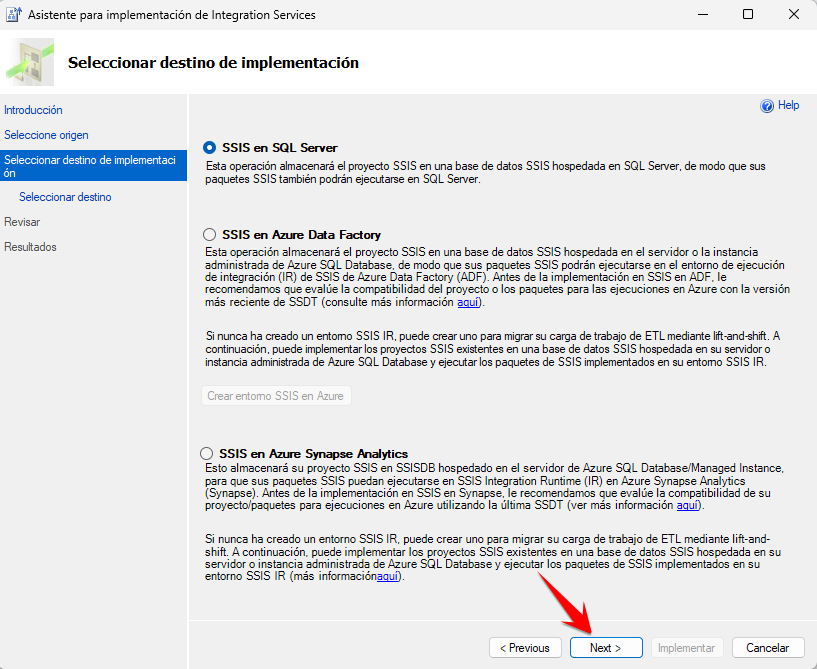 Asistente para implementación de Integration Services
Seleccionar destino de implementación
Introducción
Seleccione origen
Seleccionar destino de implementaci
ón
Seleccionar destino
Revisar
Resultados
Help
SSIS en SQL Server
Esta operación almacenará el proyecto SSIS en una base de datos SSIS hospedada en SQL Server, de modo que sus
paquetes SSIS también podrán ejecutarse en SQL Server.
SSIS en Azure Data Factory
Esta operación almacenará el proyecto SSIS en una base de datos SSIS hospedada en el servidor o la instancia
administrada de Azure SQL Database, de modo que sus paquetes SSIS podrán ejecutarse en el entorno de ejecución
de integración (IR) de SSIS de Azure Data Factory (ADF). Antes de la implementación en SSIS en ADF, le
recomendamos que evalúe la compatibilidad del proyecto o los paquetes para las ejecuciones en Azure con la versión
más reciente de SSDT (consulte más información aquí).
Si nunca ha creado un entorno SSIS IR, puede crear uno para migrar su carga de trabajo de ETL mediante lift-and-shift. A
continuación, puede implementar los proyectos SSIS existentes en una base de datos SSIS hospedada en su servidor o
instancia administrada de Azure SQL Database y ejecutar los paquetes de SSIS implementados en su entorno SSIS IR.
Crear entorno SSIS en Azure
SSIS en Azure Synapse Analytics
Esto almacenará su proyecto SSIS en SSISDB hospedado en el servidor de Azure SQL Database/Managed Instance,
para que sus paquetes SSIS puedan ejecutarse en SSIS Integration Runtime (IR) en Azure Synapse Analytics
(Synapse). Antes de la implementación en SSIS en Synapse, le recomendamos que evalúe la compatibilidad de su
proyecto/paquetes para ejecuciones en Azure utilizando la última SSDT (ver más información aquí).
Si nunca ha creado un entorno SSIS IR, puede crear uno para migrar su carga de trabajo de ETL mediante lift-and-
shift. A continuación, puede implementar los proyectos SSIS existentes en una base de datos SSIS hospedada en su
servidor o instancia administrada de Azure SQL Database y ejecutar los paquetes de SSIS implementados en su
entorno SSIS IR (más informaciónaquí).
< Previous
Next >
Implementar
Cancelar